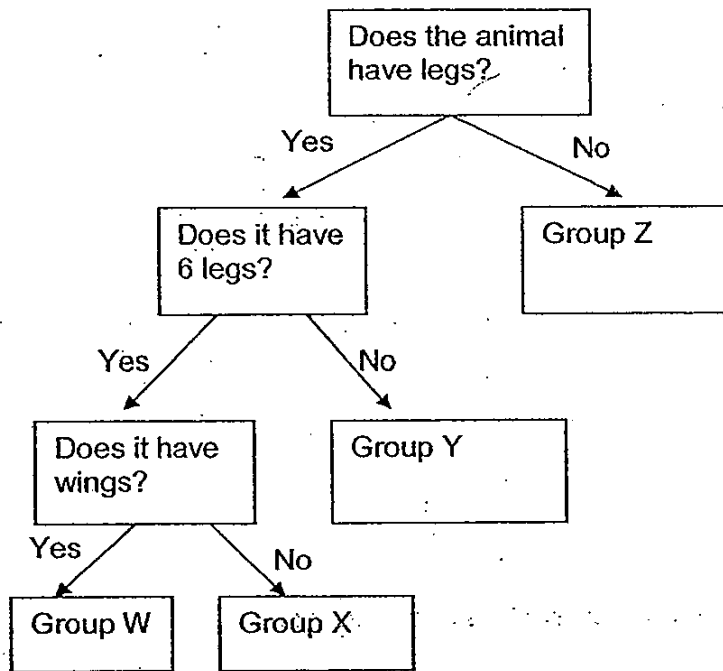 Does the animal
have legs?
Yes
No
Does it have
6 legs?
Group Z
Yes
No
Does it have
wings?
Group Y
Yes
No
Group W
Group X